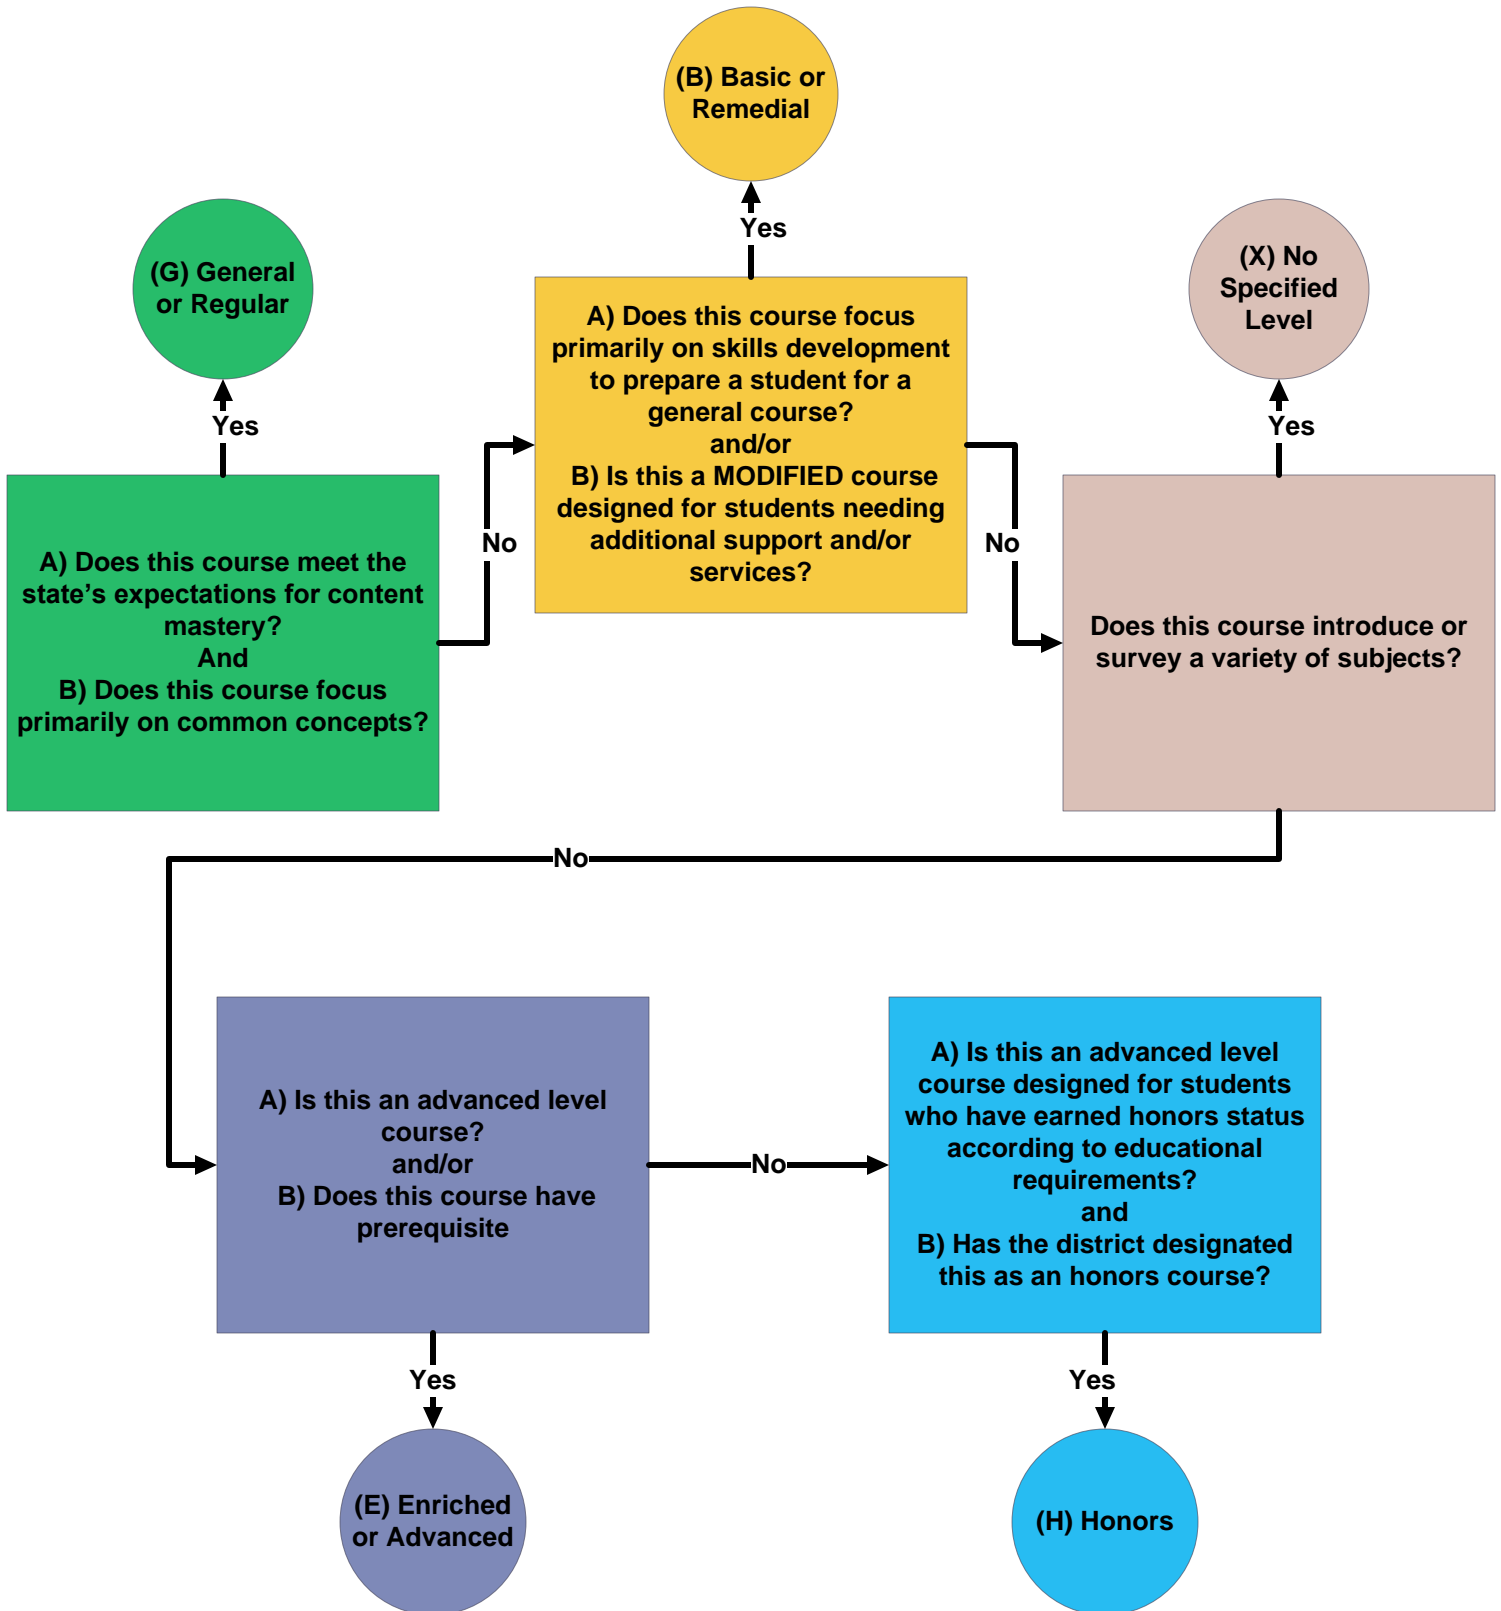 (B) Basic or
Remedial
Yes
(G) General
or Regular
Yes
A) Does this course meet the
state’s expectations for content
mastery?
And
B) Does this course focus
primarily on common concepts?
No
A) Does this course focus
primarily on skills development
to prepare a student for a
general course?
and/or
B) Is this a MODIFIED course
designed for students needing
additional support and/or
services?
No
(X) No
Specified
Level
Yes
Does this course introduce or
survey a variety of subjects?
No
A) Is this an advanced level
course?
and/or
B) Does this course have
prerequisite
No
A) Is this an advanced level
course designed for students
who have earned honors status
according to educational
requirements?
and
B) Has the district designated
this as an honors course?
Yes
(E) Enriched
or Advanced
Yes
(H) Honors